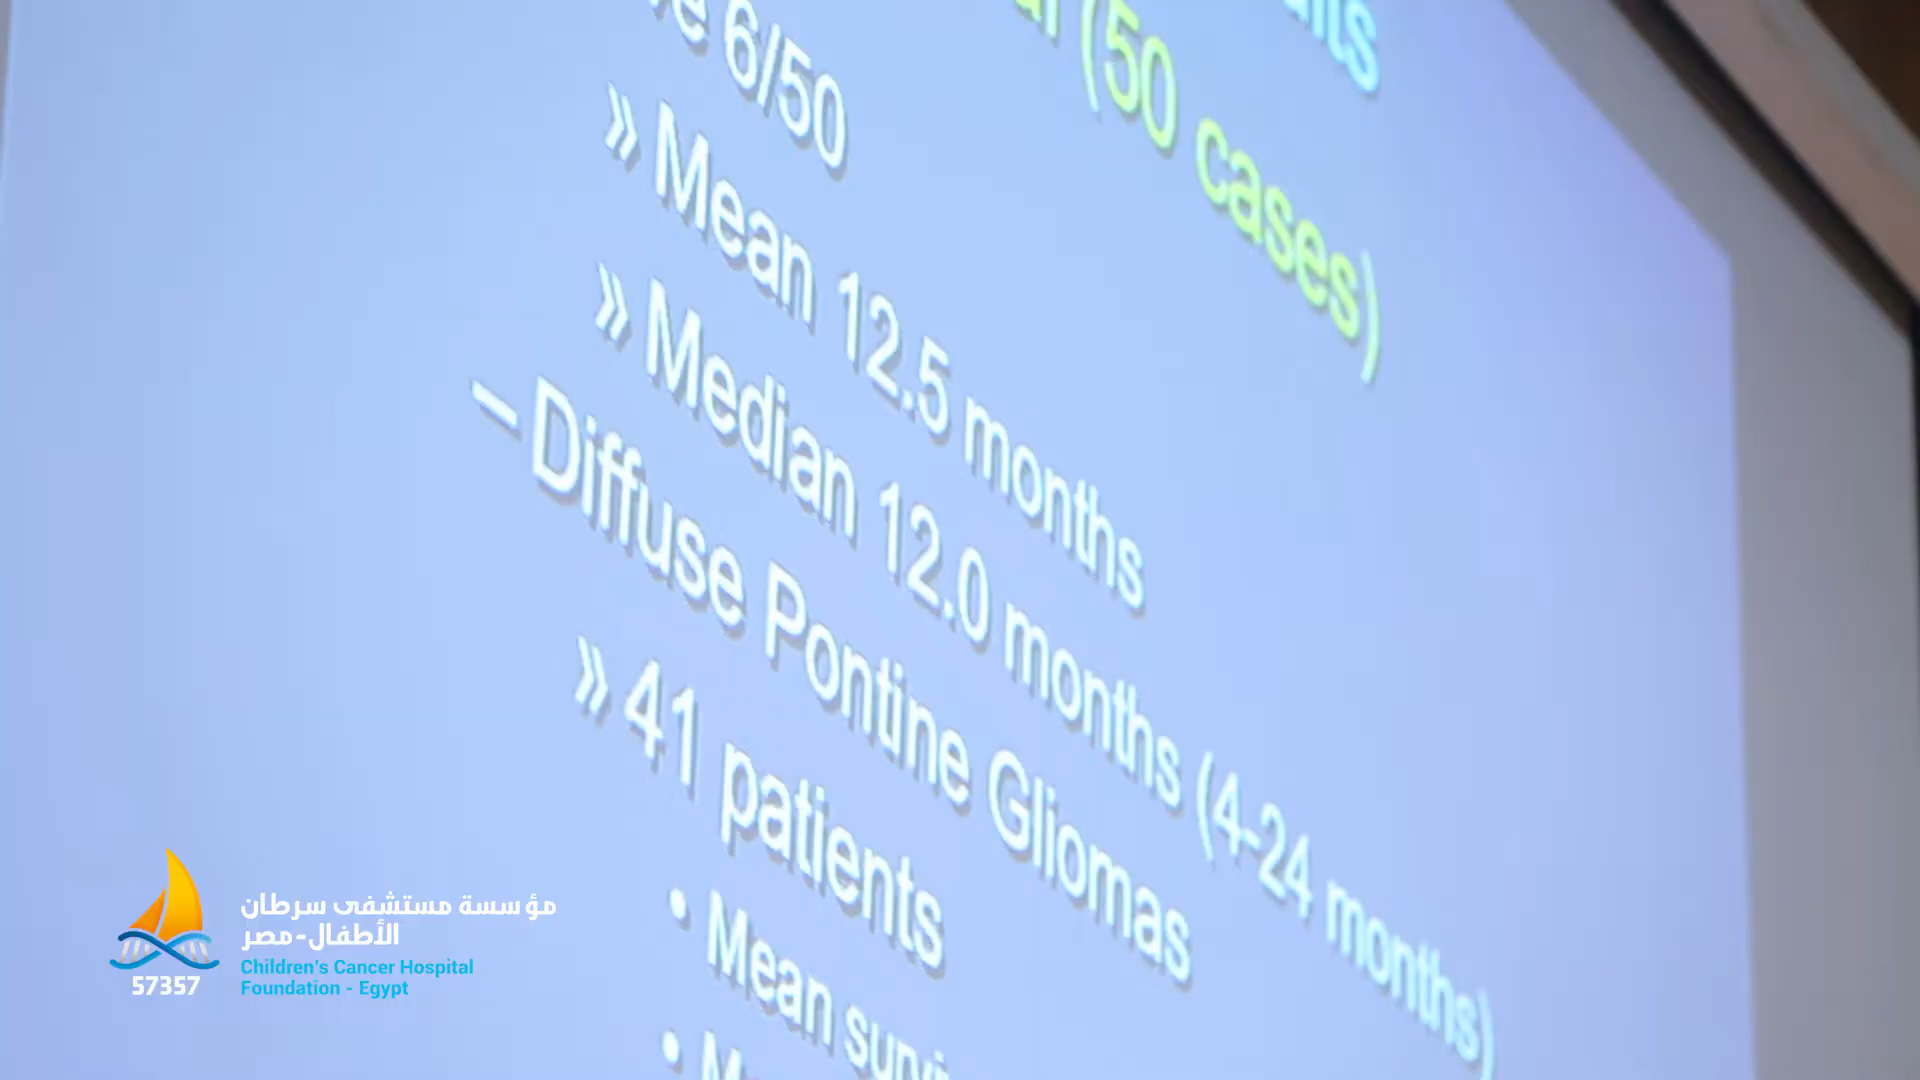 (50 cases)
6/50
» Mean 12.5 months
» Median 12.0 months (4-24 months)
– Diffuse Pontine Gliomas
» 41 patients
• Mean
•
مؤسسة مستشفى سرطان
الأطفال-مصر
57357
Children's Cancer Hospital
Foundation - Egypt